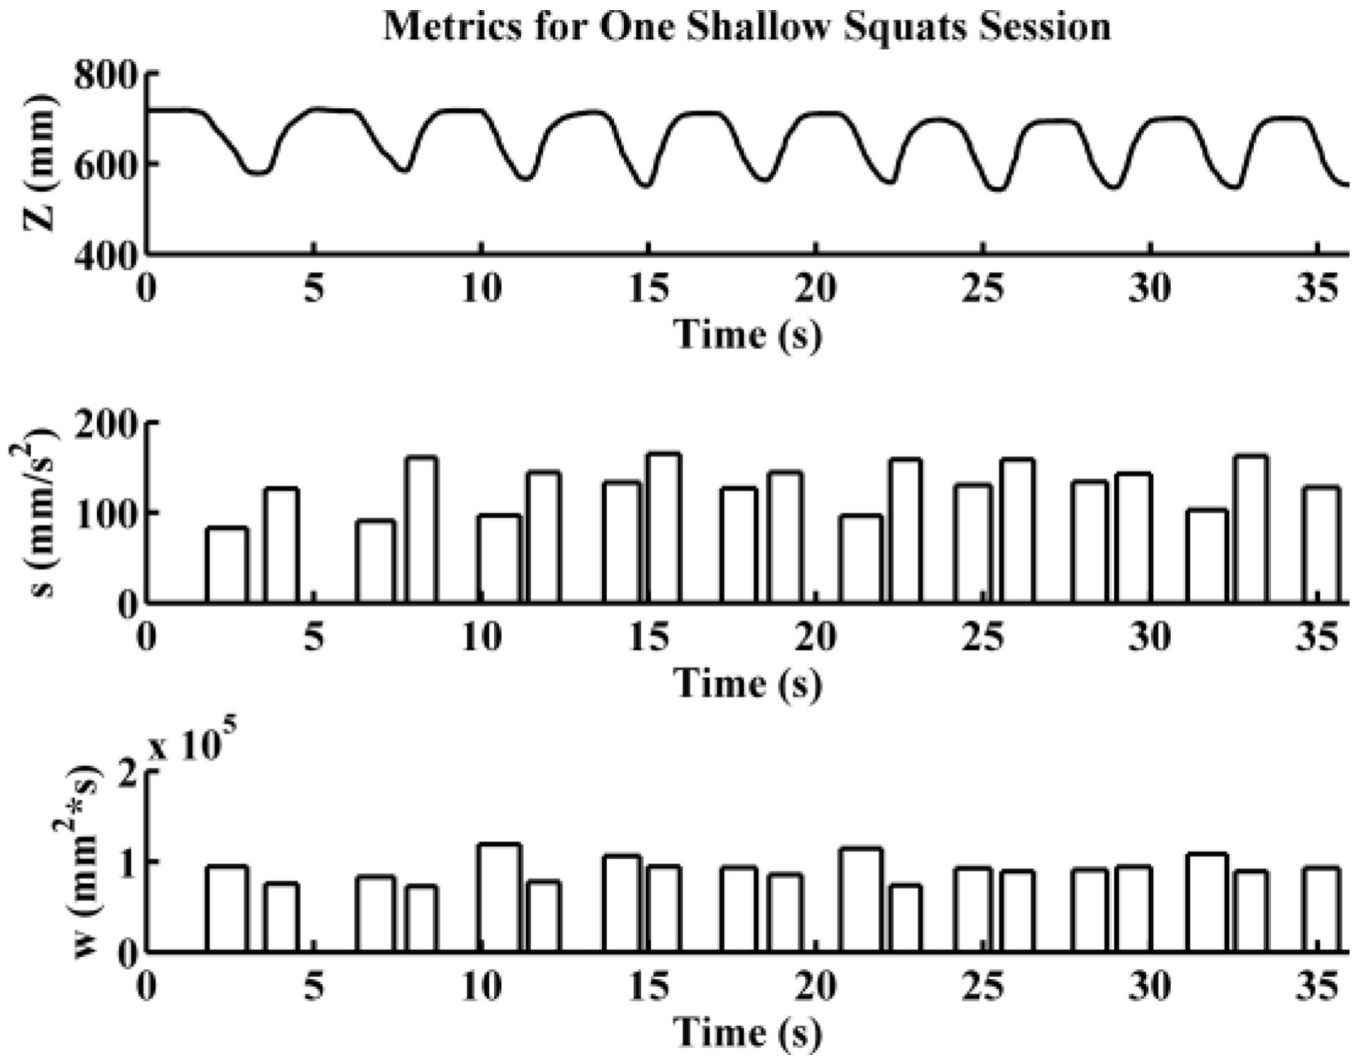 Metrics for One Shallow Squats Session
800
600
400
Z (mm)
0 5 10 15 20 25 30 35
Time (s)
200
100
0
s (mm/s²)
0 5 10 15 20 25 30 35
Time (s)
x 10⁵
2
1
0
w (mm²*s)
0 5 10 15 20 25 30 35
Time (s)